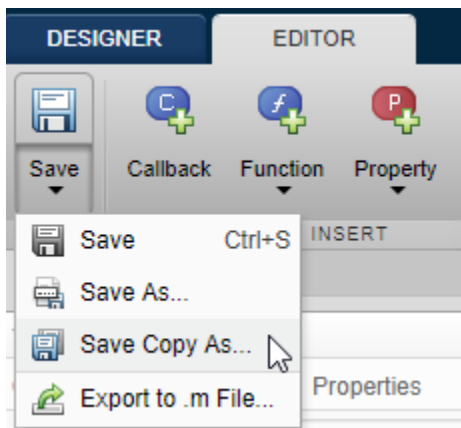 DESIGNER EDITOR
C f P
Save Callback Function Property
Save Ctrl+S INSERT
Save As...
Save Copy As...
Export to .m File... Properties